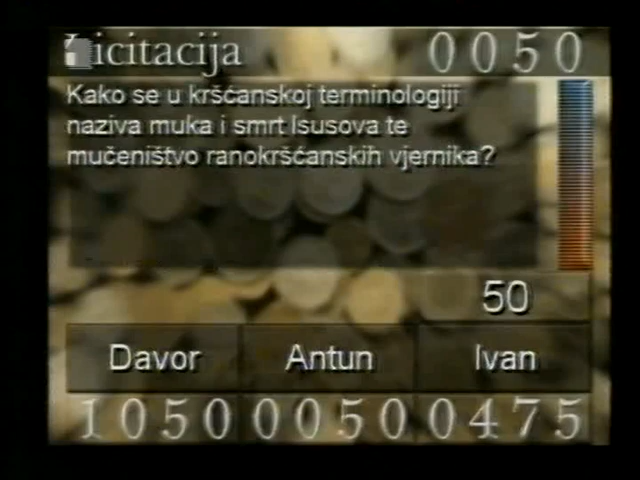 Licitacija 0050
Kako se u kršćanskoj terminologiji
naziva muka i smrt Isusova te
mučeništvo ranokršćanskih vjernika?
50
Davor Antun Ivan
1050 0050 0475